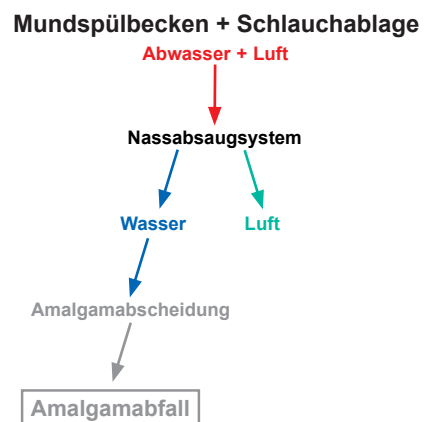 Mundspülbecken + Schlauchablage
Abwasser + Luft
Nassabsaugsystem
Wasser
Luft
Amalgamabscheidung
Amalgamabfall